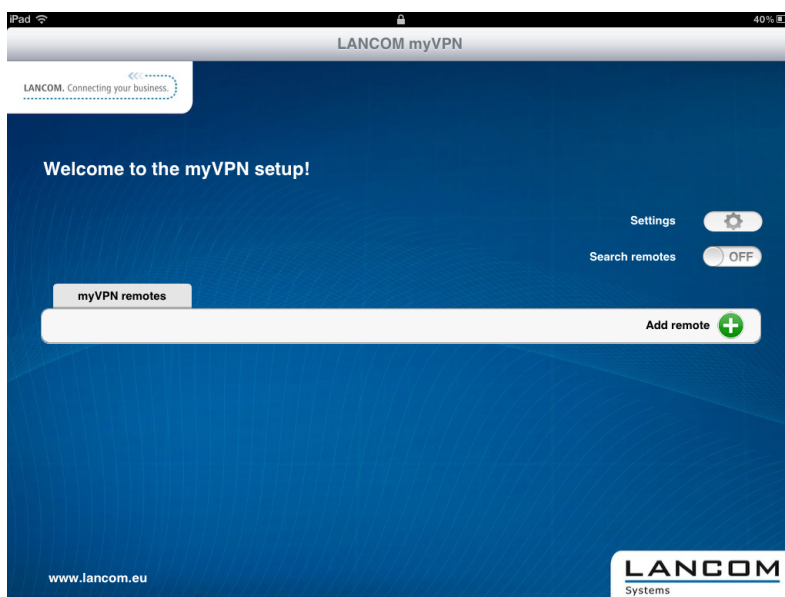 iPad
40%
LANCOM myVPN
LANCOM. Connecting your business.
Welcome to the myVPN setup!
Settings
Search remotes OFF
myVPN remotes
Add remote
www.lancom.eu
LANCOM
Systems